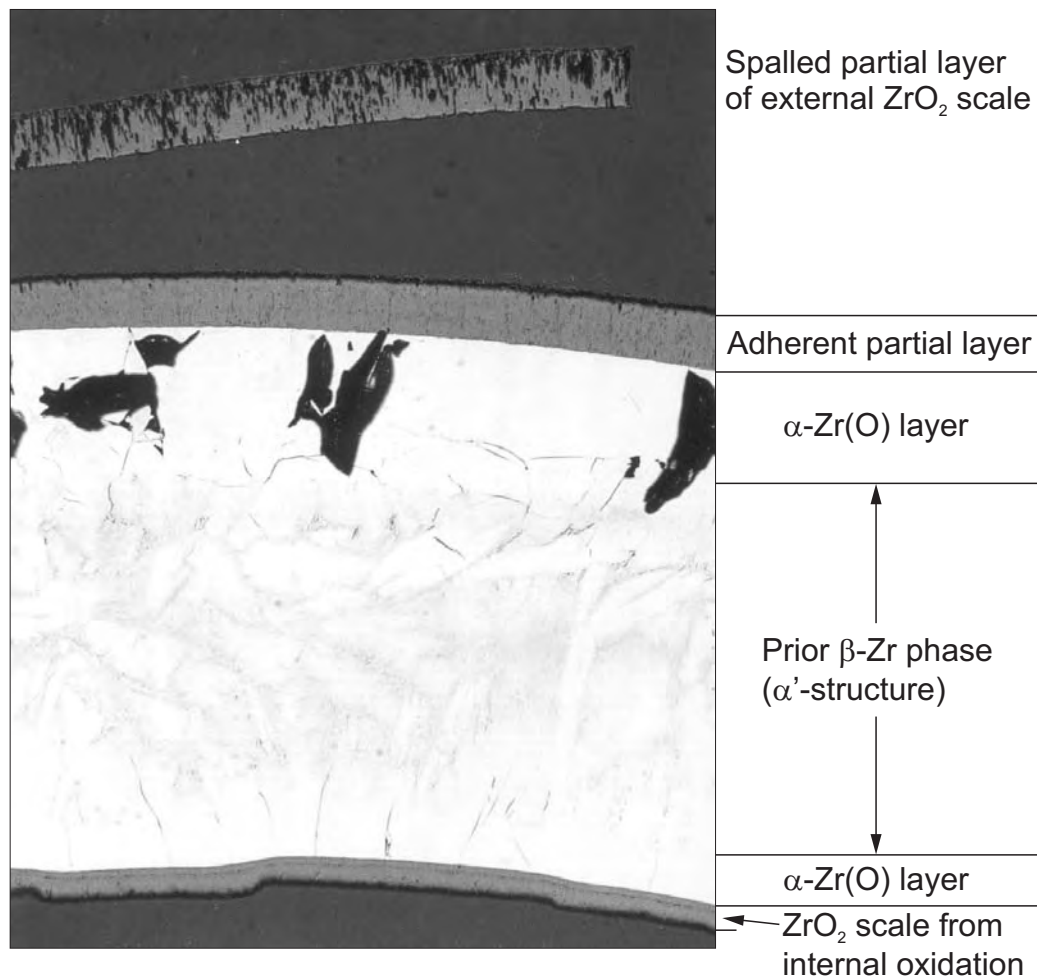 Spalled partial layer
of external ZrO₂ scale
Adherent partial layer
α-Zr(O) layer
Prior β-Zr phase
(α’-structure)
α-Zr(O) layer
ZrO₂ scale from
internal oxidation